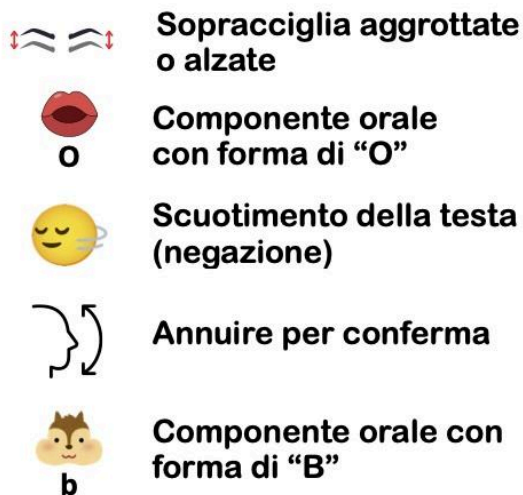 Sopracciglia aggrottate
o alzate
Componente orale
con forma di “O”
O
Scuotimento della testa
(negazione)
Annuire per conferma
Componente orale con
forma di “B”
b